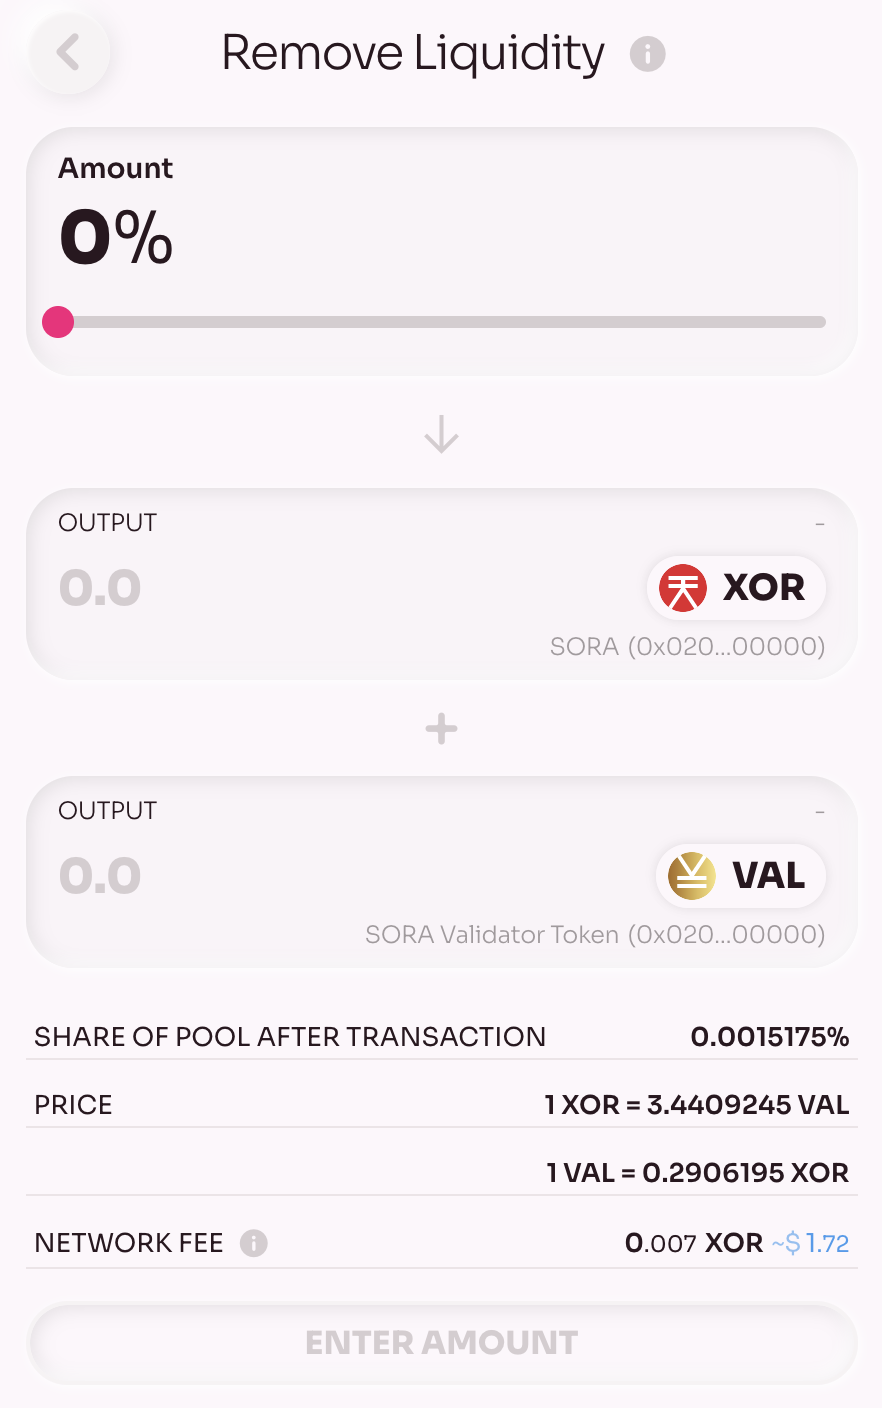 Remove Liquidity
Amount
0%
OUTPUT -
0.0 XOR
SORA (0x020...00000)
OUTPUT -
0.0 VAL
SORA Validator Token (0x020...00000)
SHARE OF POOL AFTER TRANSACTION 0.0015175%
PRICE 1 XOR = 3.4409245 VAL
1 VAL = 0.2906195 XOR
NETWORK FEE 0.007 XOR ~$ 1.72
ENTER AMOUNT